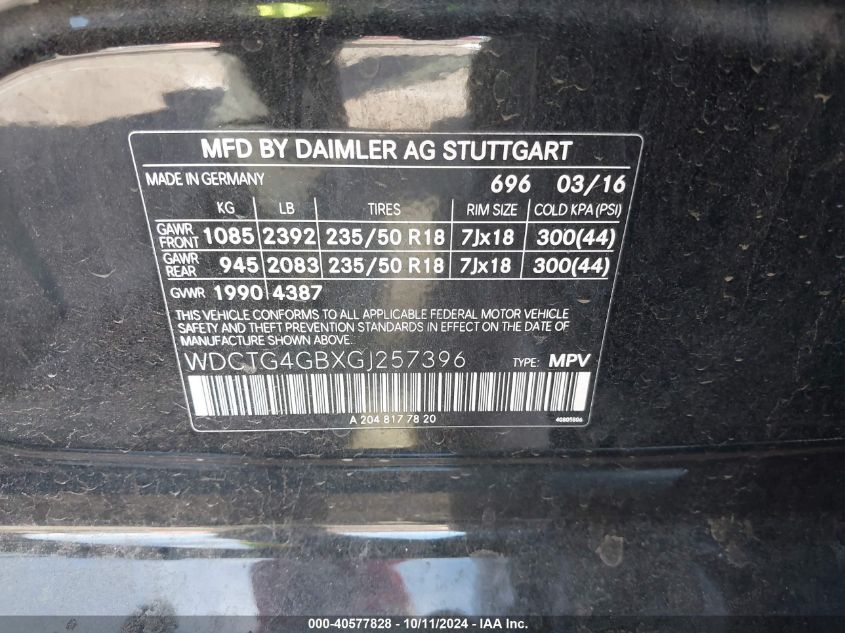 MFD BY DAIMLER AG STUTTGART
MADE IN GERMANY 696 03/16
KG LB TIRES RIM SIZE COLD KPA (PSI)
GAWR FRONT 1085 2392 235/50 R18 7Jx18 300(44)
GAWR REAR 945 2083 235/50 R18 7Jx18 300(44)
GVWR 1990 4387
THIS VEHICLE CONFORMS TO ALL APPLICABLE FEDERAL MOTOR VEHICLE
SAFETY AND THEFT PREVENTION STANDARDS IN EFFECT ON THE DATE OF
MANUFACTURE SHOWN ABOVE.
WDCTG4GBXGJ257396 TYPE: MPV
A 204 817 78 20
000-40577828 - 10/11/2024 - IAA Inc.